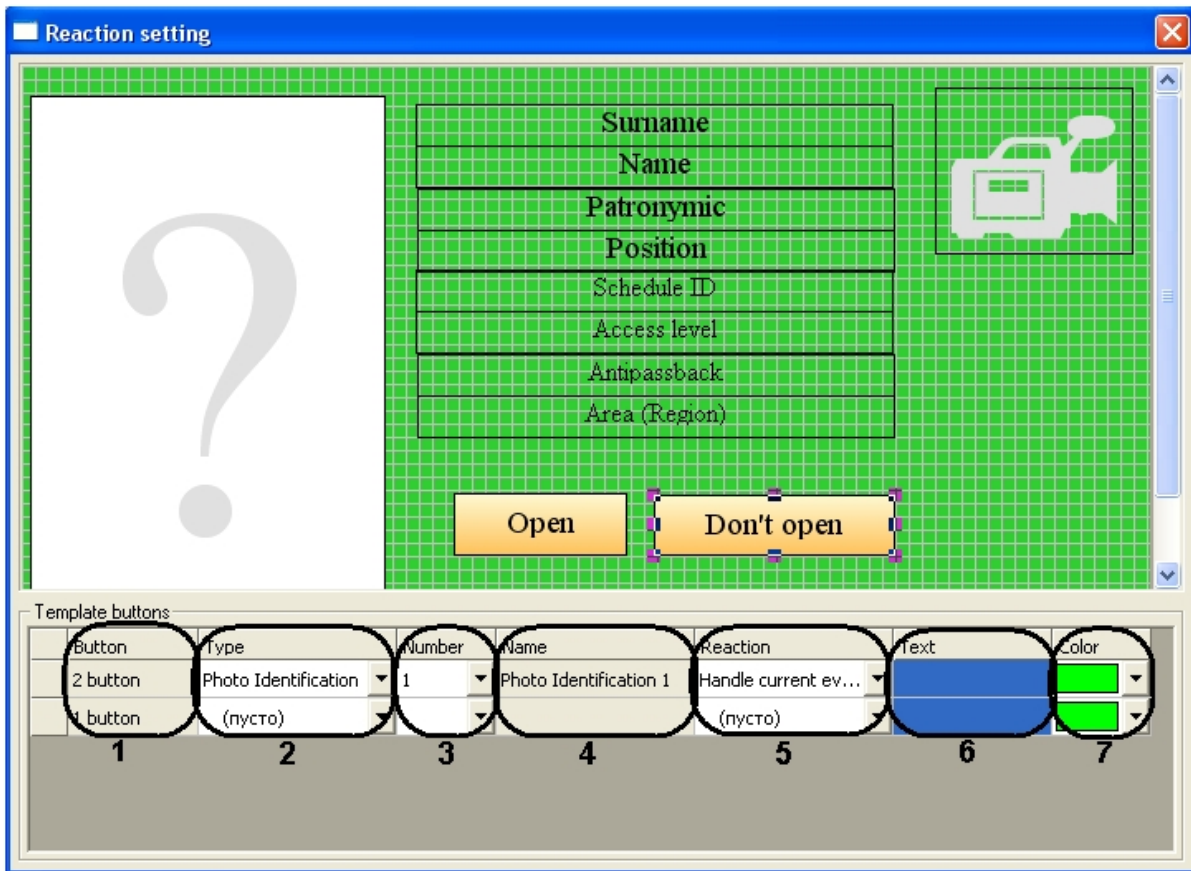 Reaction setting
Surname
Name
Patronymic
Position
Schedule ID
Access level
Antipassback
Area (Region)
Open Don't open
Template buttons
Button Type Number Name Reaction Text Color
2 button Photo Identification 1 Photo Identification 1 Handle current ev...
1 button (пусто) (пусто)
1 2 3 4 5 6 7